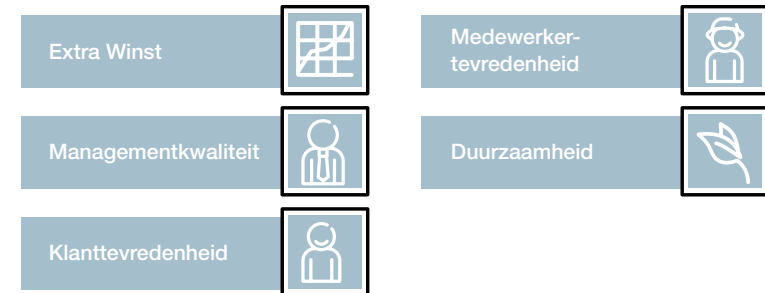 Extra Winst
Managementkwaliteit
Klanttevredenheid
Medewerker-
tevredenheid
Duurzaamheid